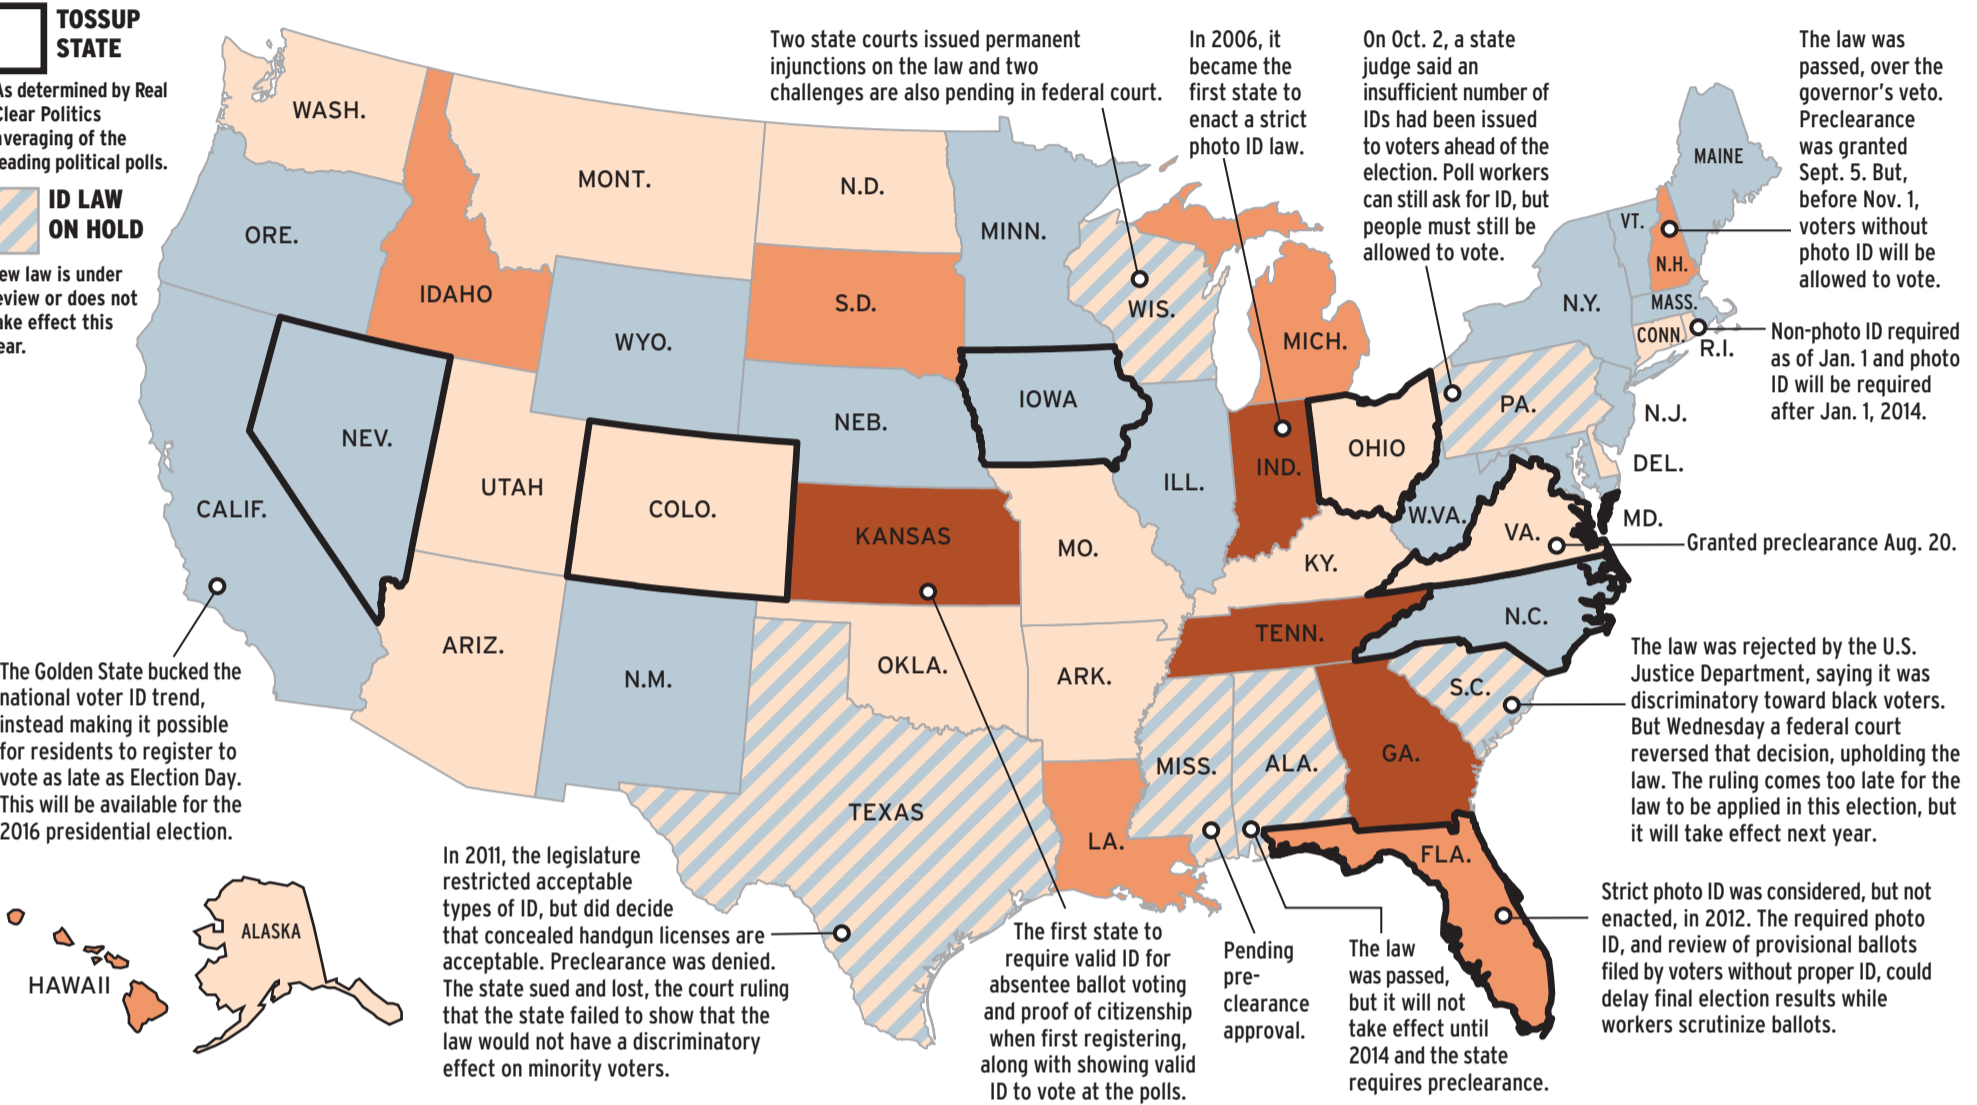 TOSSUP
STATE
As determined by Real
Clear Politics
averaging of the
leading political polls.
ID LAW
ON HOLD
new law is under
review or does not
take effect this
year.
Two state courts issued permanent
injunctions on the law and two
challenges are also pending in federal court.
In 2006, it
became the
first state to
enact a strict
photo ID law.
On Oct. 2, a state
judge said an
insufficient number of
IDs had been issued
to voters ahead of the
election. Poll workers
can still ask for ID, but
people must still be
allowed to vote.
The law was
passed, over the
governor's veto.
Preclearance
was granted
Sept. 5. But,
before Nov. 1,
voters without
photo ID will be
allowed to vote.
Non-photo ID required
as of Jan. 1 and photo
ID will be required
after Jan. 1, 2014.
Granted preclearance Aug. 20.
The law was rejected by the U.S.
Justice Department, saying it was
discriminatory toward black voters.
But Wednesday a federal court
reversed that decision, upholding the
law. The ruling comes too late for the
law to be applied in this election, but
it will take effect next year.
Strict photo ID was considered, but not
enacted, in 2012. The required photo
ID, and review of provisional ballots
filed by voters without proper ID, could
delay final election results while
workers scrutinize ballots.
The law
was passed,
but it will not
take effect until
2014 and the state
requires preclearance.
Pending
pre-
clearance
approval.
The first state to
require valid ID for
absentee ballot voting
and proof of citizenship
when first registering,
along with showing valid
ID to vote at the polls.
In 2011, the legislature
restricted acceptable
types of ID, but did decide
that concealed handgun licenses are
acceptable. Preclearance was denied.
The state sued and lost, the court ruling
that the state failed to show that the
law would not have a discriminatory
effect on minority voters.
The Golden State bucked the
national voter ID trend,
instead making it possible
for residents to register to
vote as late as Election Day.
This will be available for the
2016 presidential election.
WASH.
MONT.
N.D.
MINN.
MAINE
VT.
N.H.
ORE.
IDAHO
S.D.
WIS.
MICH.
N.Y.
MASS.
CONN.
R.I.
WYO.
IOWA
NEB.
PA.
N.J.
NEV.
UTAH
COLO.
ILL.
IND.
OHIO
DEL.
CALIF.
KANSAS
MO.
KY.
W.VA.
VA.
MD.
ARIZ.
N.M.
OKLA.
ARK.
TENN.
N.C.
S.C.
TEXAS
LA.
MISS.
ALA.
GA.
FLA.
HAWAII
ALASKA